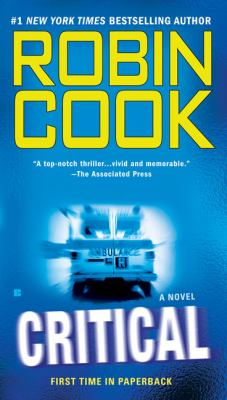 #1 NEW YORK TIMES BESTSELLING AUTHOR
ROBIN
COOK
"A top-notch thriller...vivid and memorable."
—The Associated Press
AMBULANCE
A NOVEL
CRITICAL
FIRST TIME IN PAPERBACK